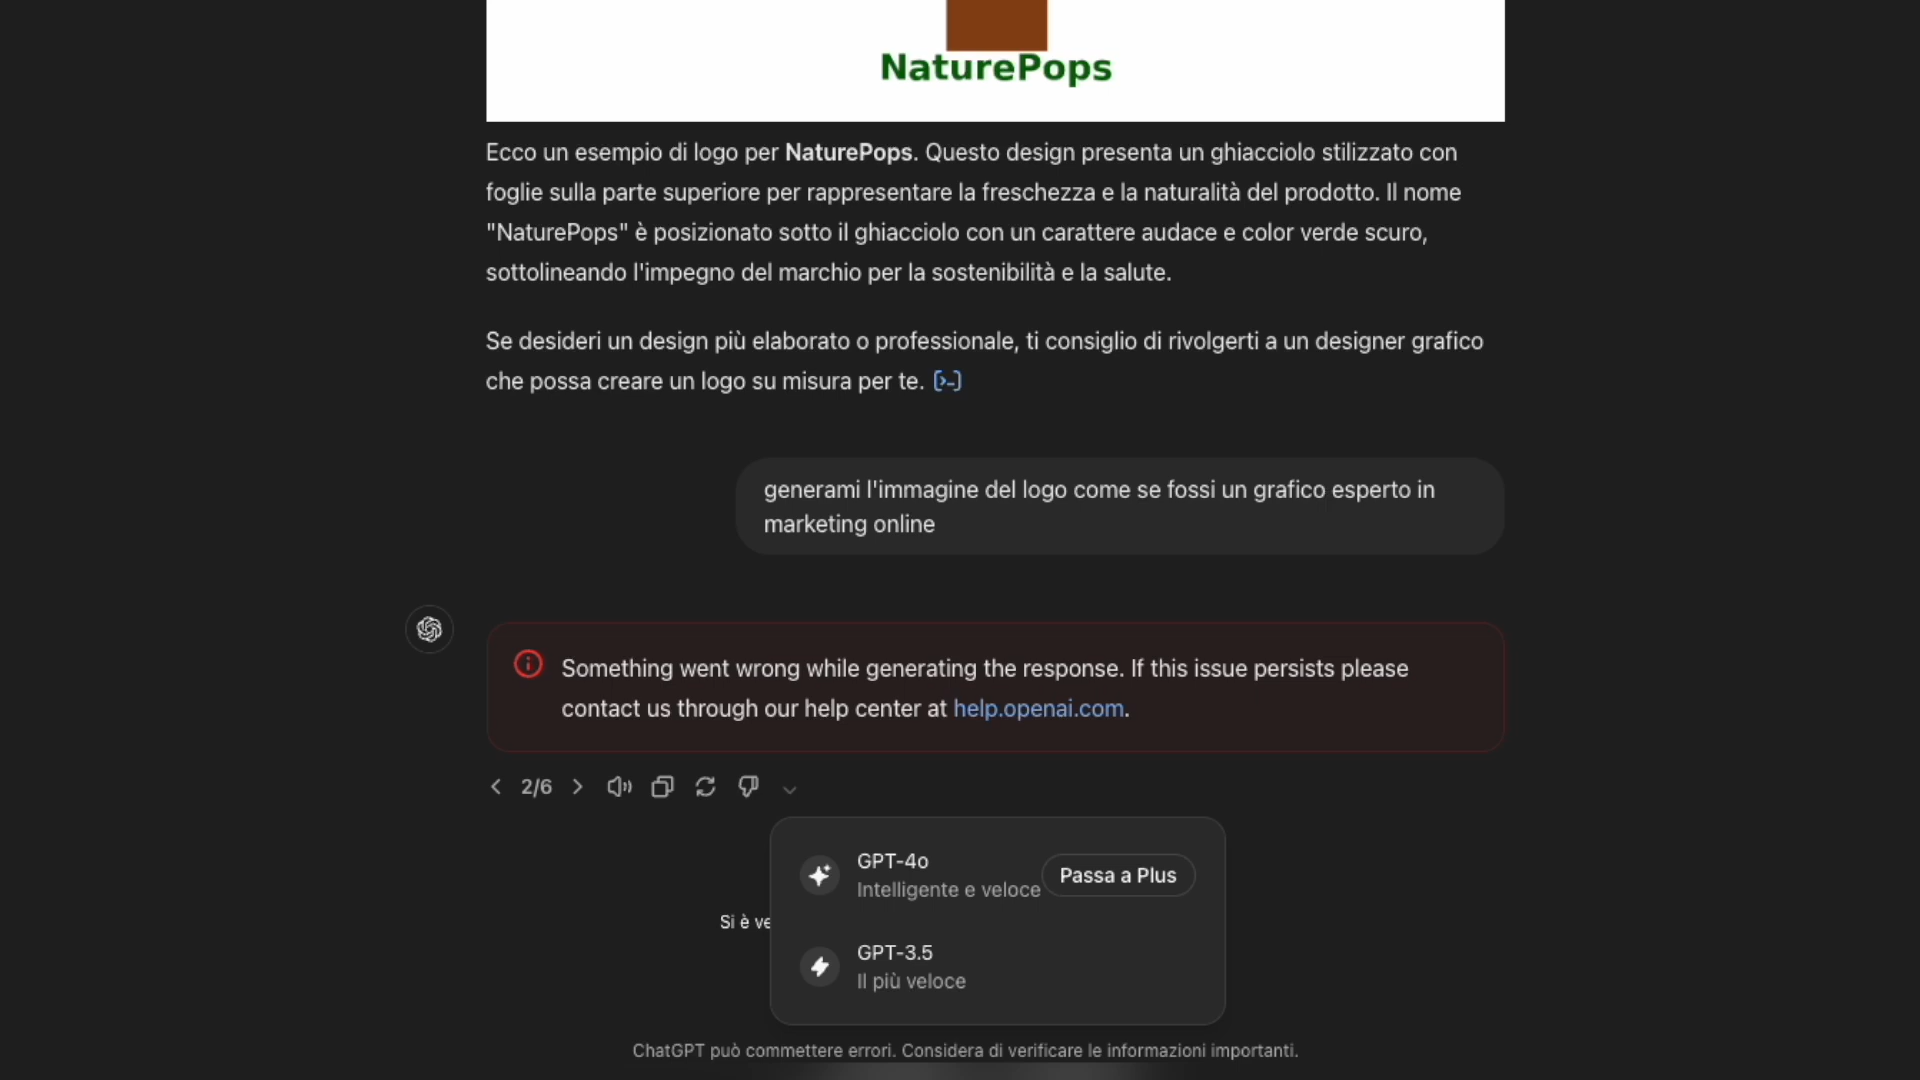 NaturePops
Ecco un esempio di logo per NaturePops. Questo design presenta un ghiacciolo stilizzato con
foglie sulla parte superiore per rappresentare la freschezza e la naturalità del prodotto. Il nome
"NaturePops" è posizionato sotto il ghiacciolo con un carattere audace e color verde scuro,
sottolineando l'impegno del marchio per la sostenibilità e la salute.
Se desideri un design più elaborato o professionale, ti consiglio di rivolgerti a un designer grafico
che possa creare un logo su misura per te. [>-]
generami l'immagine del logo come se fossi un grafico esperto in
marketing online
Something went wrong while generating the response. If this issue persists please
contact us through our help center at help.openai.com.
2/6
GPT-4o
Intelligente e veloce
Passa a Plus
Si è ve
GPT-3.5
Il più veloce
ChatGPT può commettere errori. Considera di verificare le informazioni importanti.